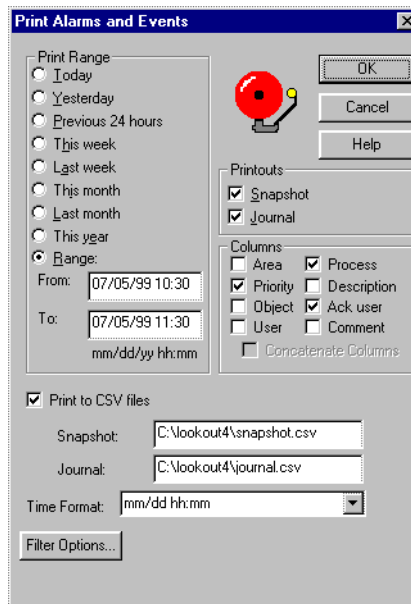 Print Alarms and Events
Print Range
Today
Yesterday
Previous 24 hours
This week
Last week
This month
Last month
This year
Range:
From: 07/05/99 10:30
To: 07/05/99 11:30
mm/dd/yy hh:mm
OK
Cancel
Help
Printouts
Snapshot
Journal
Columns
Area Process
Priority Description
Object Ack user
User Comment
Concatenate Columns
Print to CSV files
Snapshot: C:\lookout4\snapshot.csv
Journal: C:\lookout4\journal.csv
Time Format: mm/dd hh:mm
Filter Options...